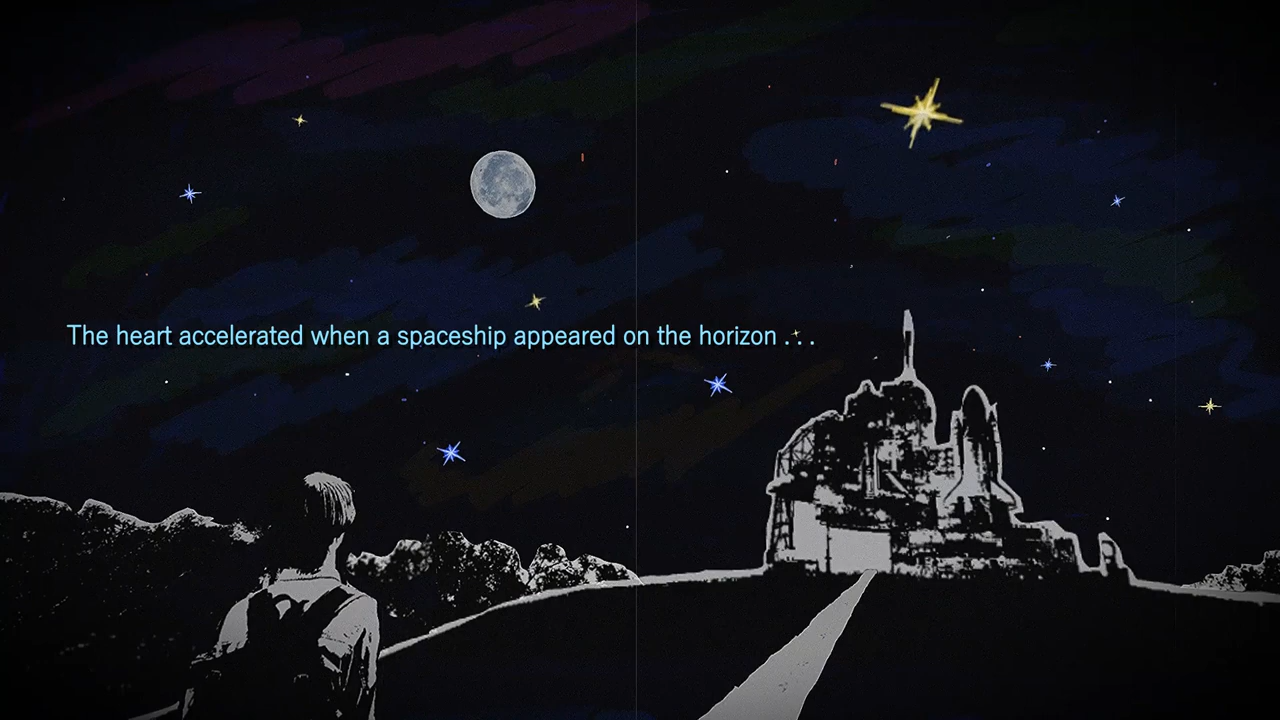 The heart accelerated when a spaceship appeared on the horizon . . .